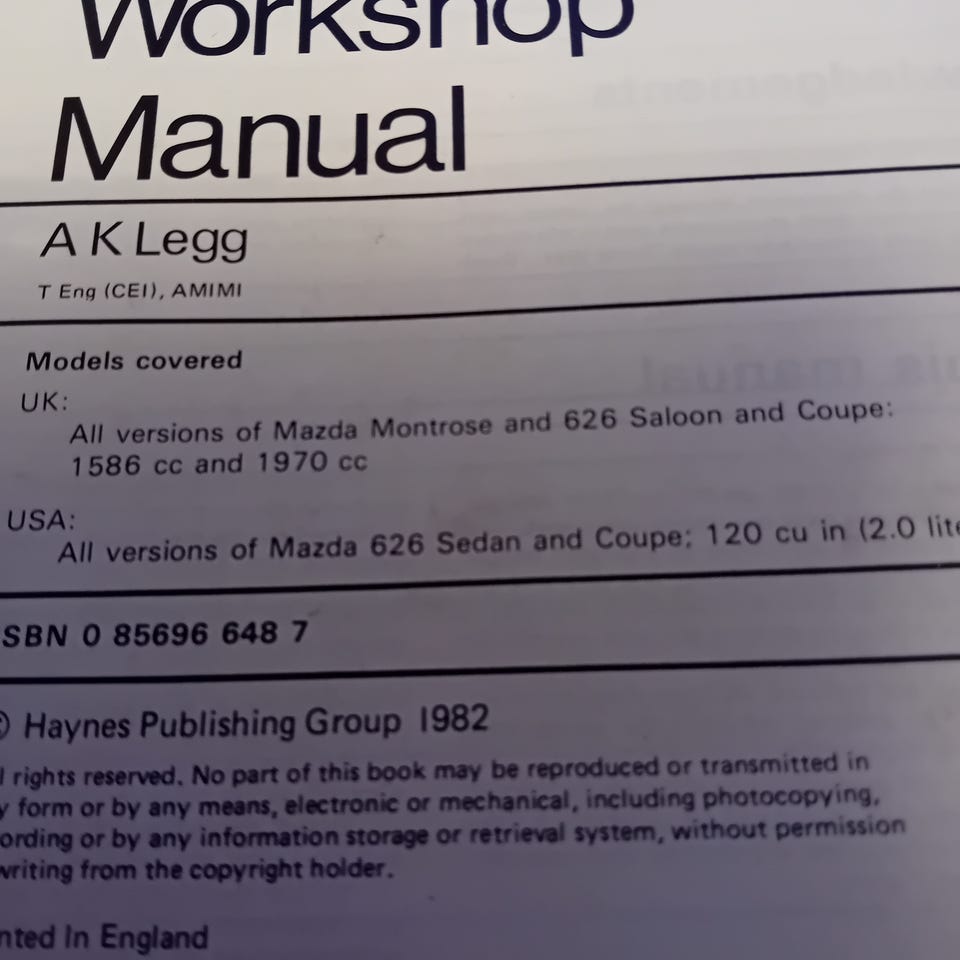 Workshop
Manual
A K Legg
T Eng (CEI), AMIMI
Models covered
UK:
All versions of Mazda Montrose and 626 Saloon and Coupe:
1586 cc and 1970 cc
USA:
All versions of Mazda 626 Sedan and Coupe; 120 cu in (2.0 lite
SBN 0 85696 648 7
© Haynes Publishing Group 1982
l rights reserved. No part of this book may be reproduced or transmitted in
y form or by any means, electronic or mechanical, including photocopying,
ording or by any information storage or retrieval system, without permission
writing from the copyright holder.
nted in England